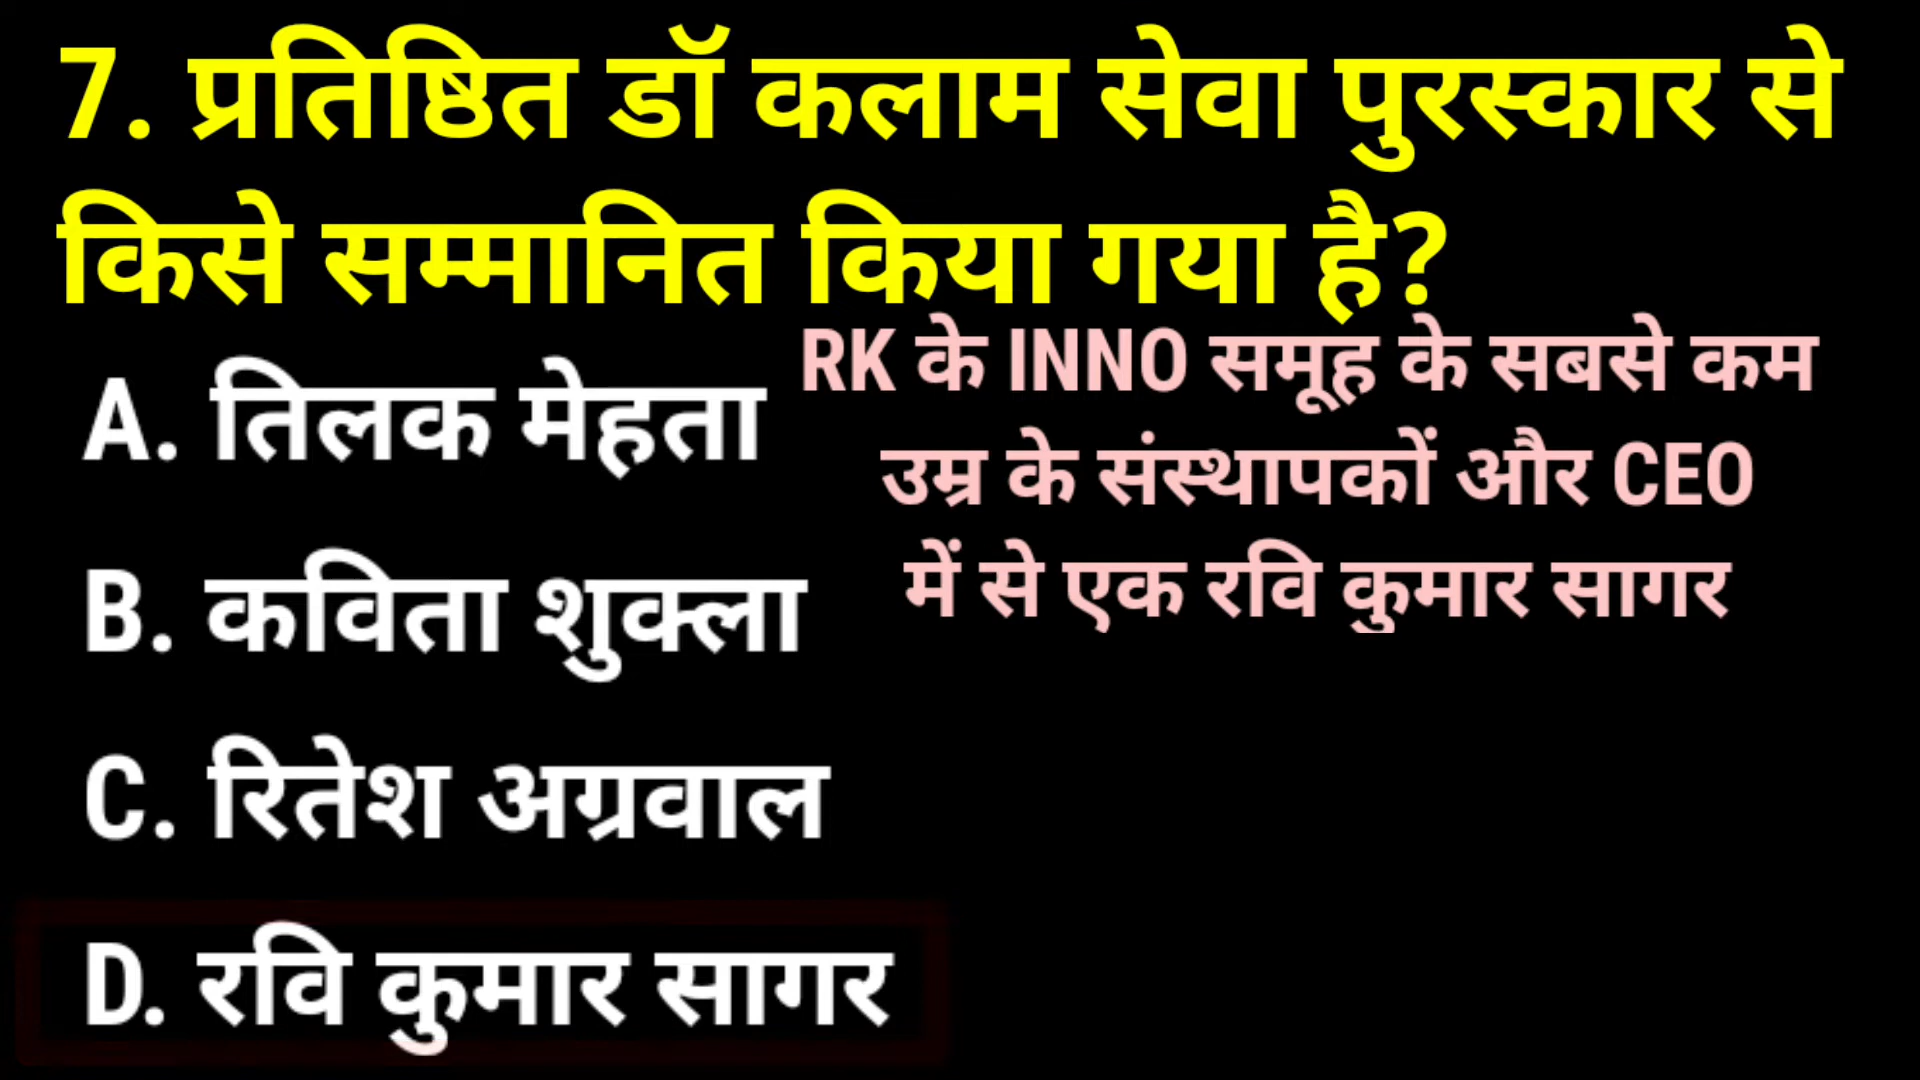 7. प्रतिष्ठित डॉ कलाम सेवा पुरस्कार से
किसे सम्मानित किया गया है?
A. तिलक मेहता
B. कविता शुक्ला
C. रितेश अग्रवाल
D. रवि कुमार सागर
RK के INNO समूह के सबसे कम
उम्र के संस्थापकों और CEO
में से एक रवि कुमार सागर